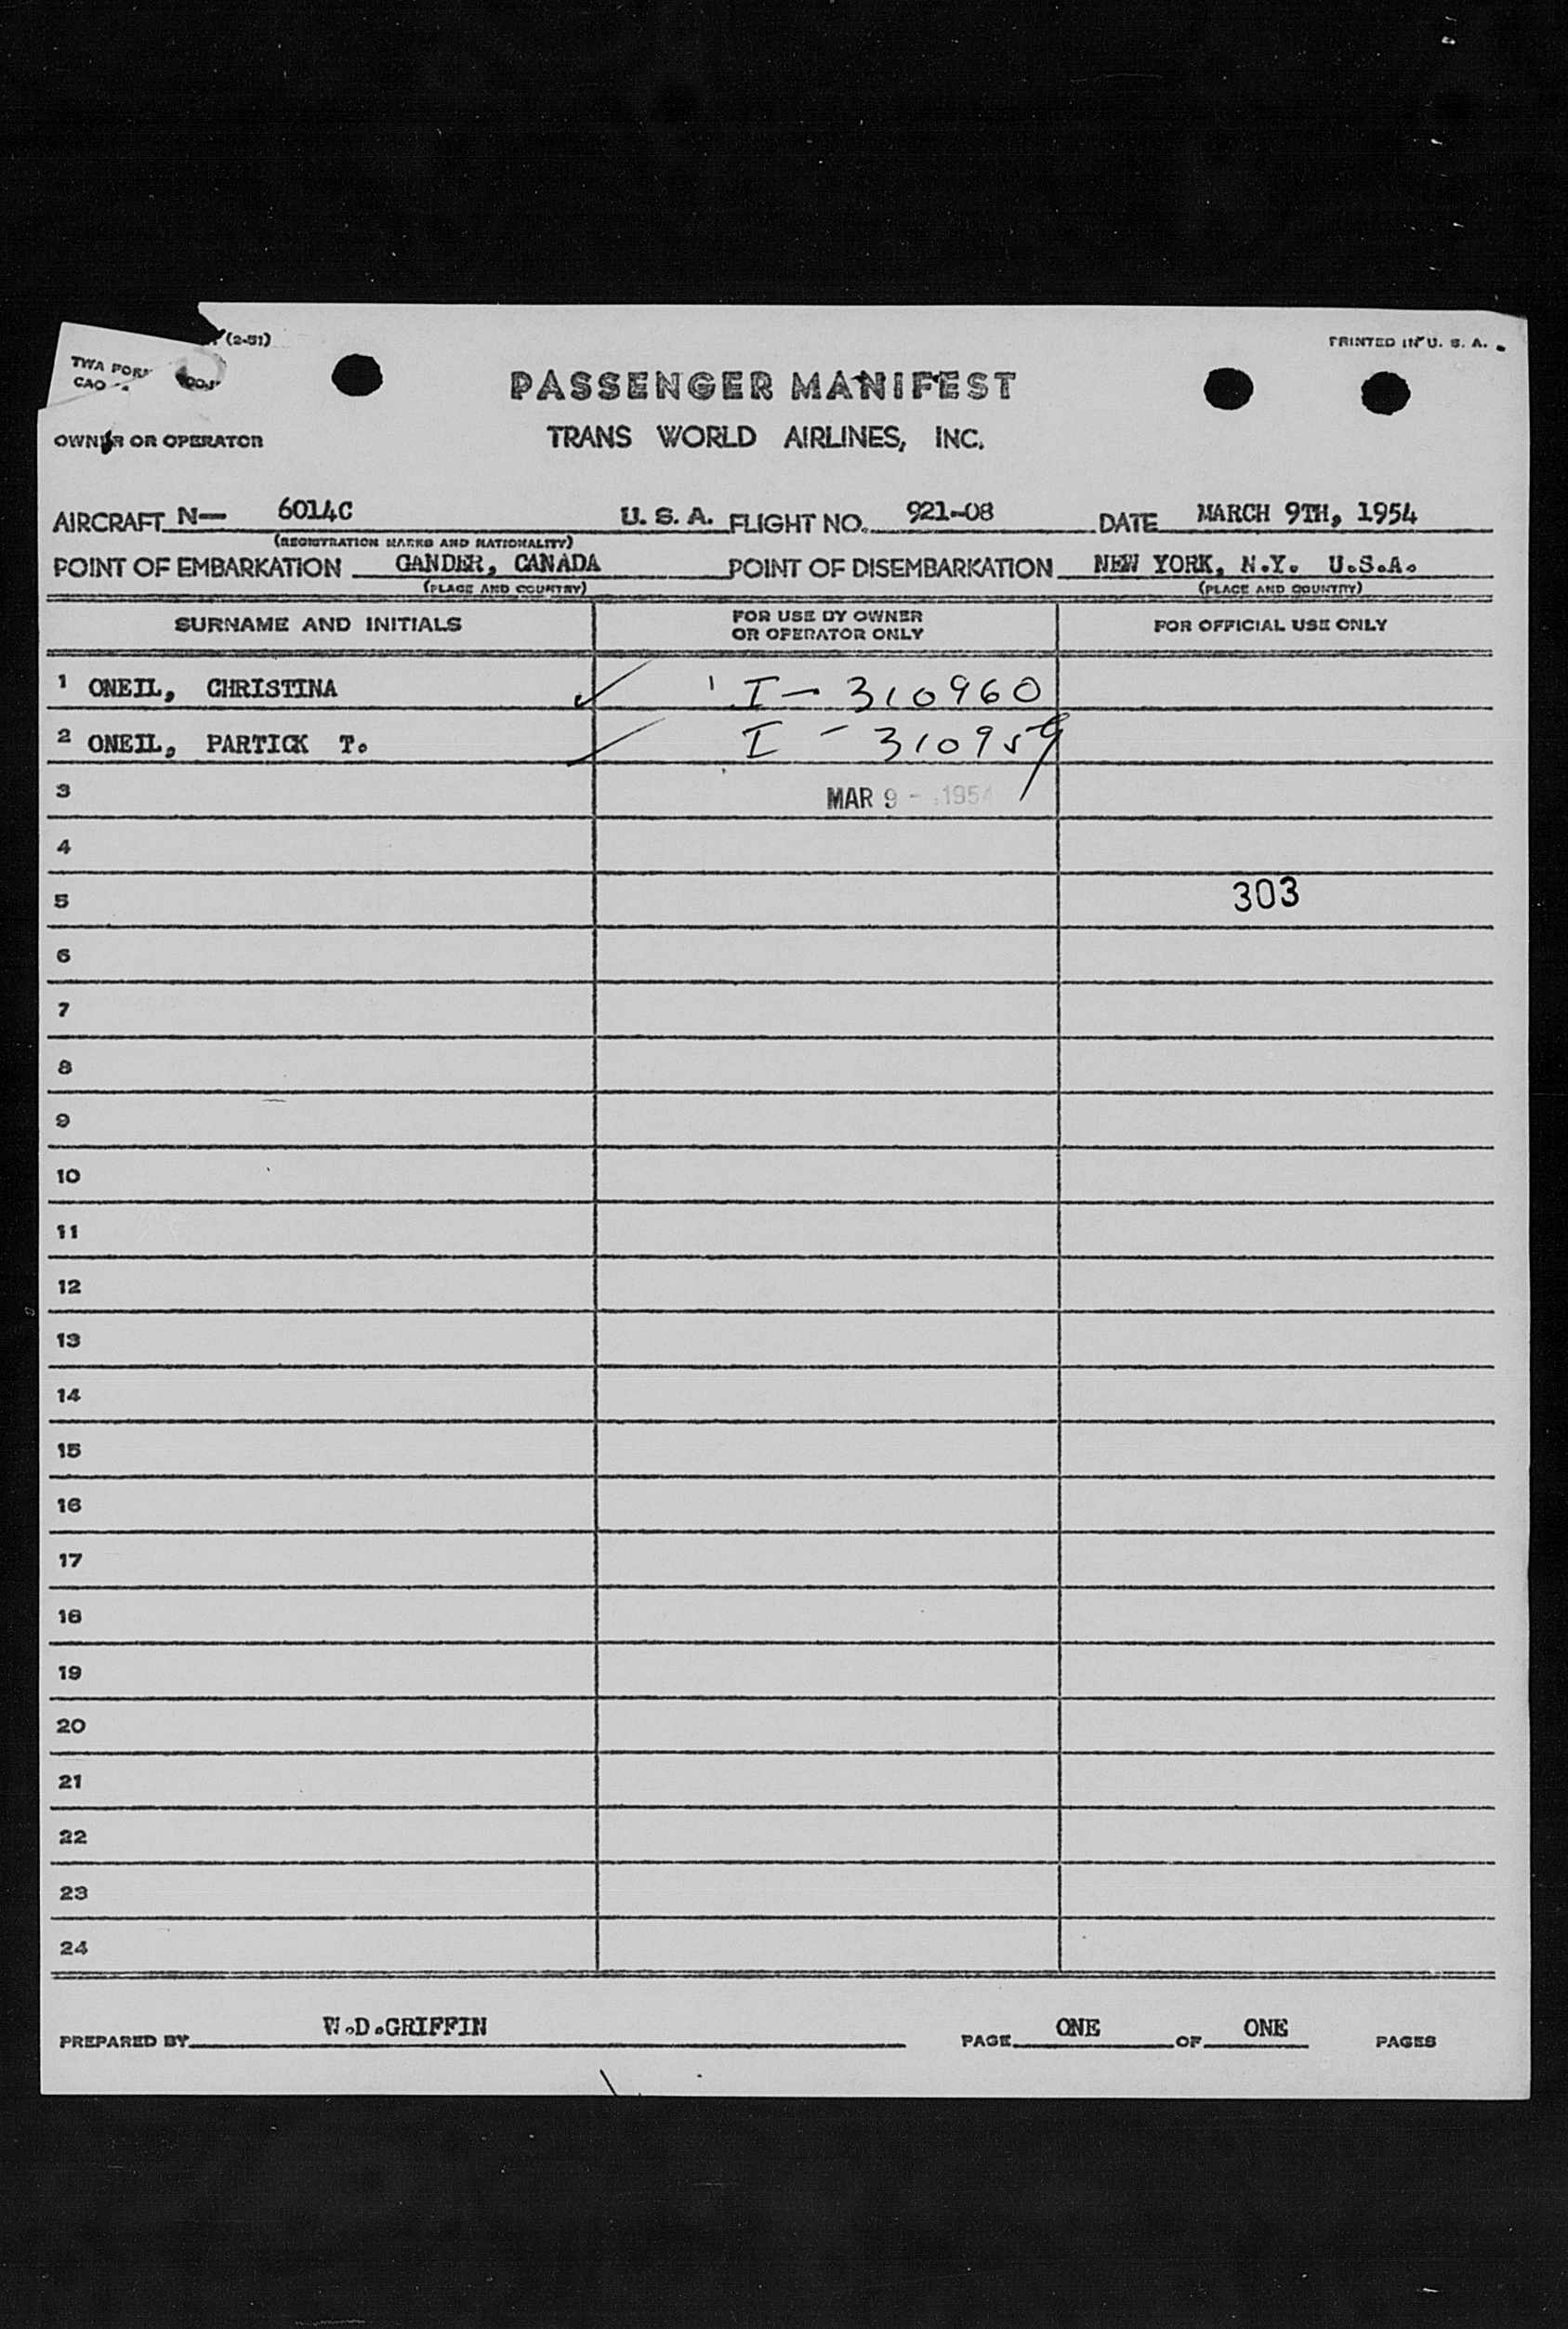 (2-51)
PRINTED IN U. S. A.
TWA FORM
CAO
PASSENGER MANIFEST
OWNER OR OPERATOR TRANS WORLD AIRLINES, INC.
AIRCRAFT N— 6014C U. S. A. FLIGHT NO. 921-08 DATE MARCH 9TH, 1954
(REGISTRATION MARKS AND NATIONALITY)
POINT OF EMBARKATION GANDER, CANADA POINT OF DISEMBARKATION NEW YORK, N.Y. U.S.A.
(PLACE AND COUNTRY) (PLACE AND COUNTRY)
SURNAME AND INITIALS FOR USE BY OWNER OR OPERATOR ONLY FOR OFFICIAL USE ONLY
1 ONEIL, CHRISTINA ✓ I - 310960
2 ONEIL, PARTICK T. I - 310959
3 MAR 9 - 1954
4
5 303
6
7
8
9
10
11
12
13
14
15
16
17
18
19
20
21
22
23
24
PREPARED BY W.D.GRIFFIN PAGE ONE OF ONE PAGES